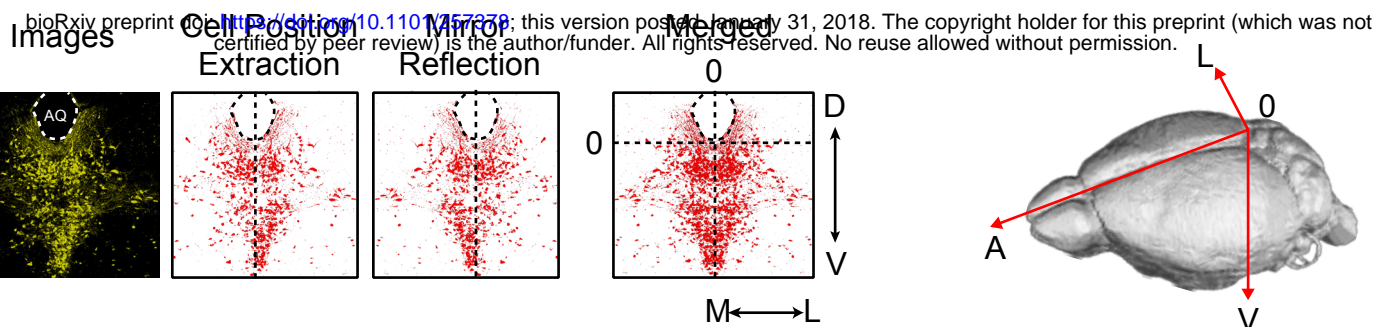 bioRxiv preprint doi: https://doi.org/10.1101/257378; this version posted January 31, 2018. The copyright holder for this preprint (which was not
certified by peer review) is the author/funder. All rights reserved. No reuse allowed without permission.
Images
Cell Position
Extraction
Mirror
Reflection
Merged
0
AQ
0
D
V
M
L
L
0
A
V